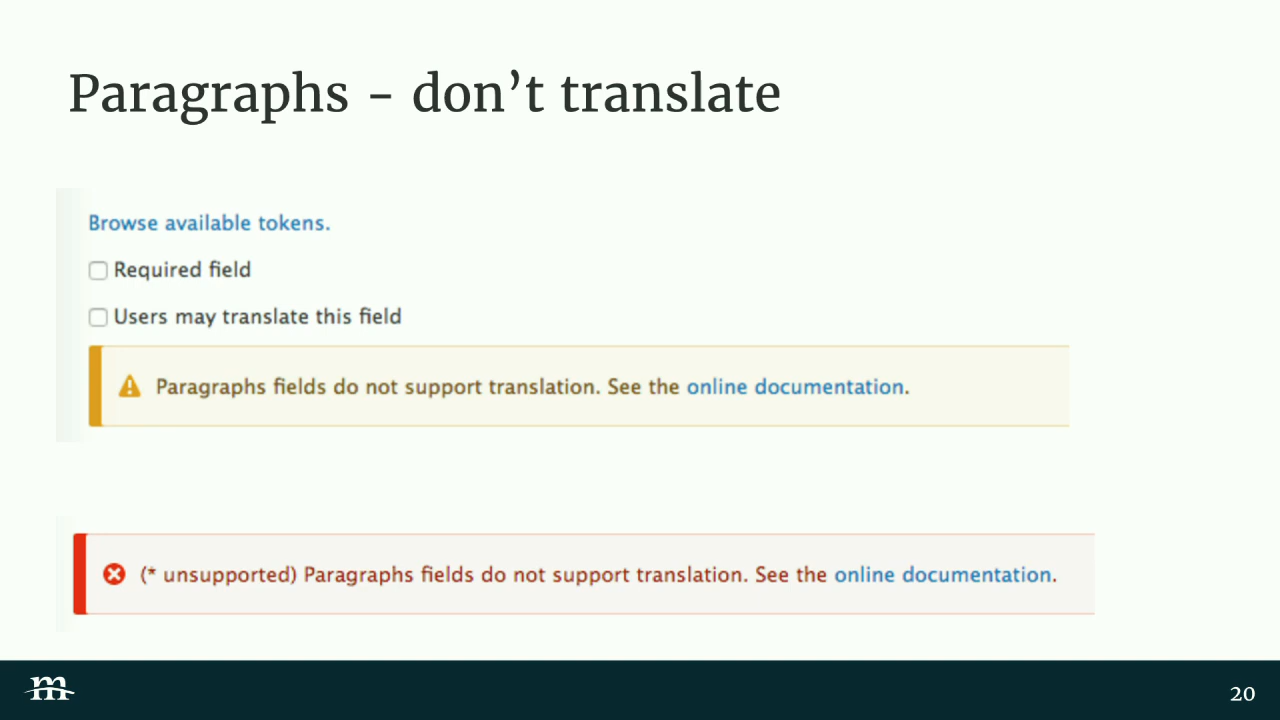 Paragraphs - don’t translate
Browse available tokens.
Required field
Users may translate this field
Paragraphs fields do not support translation. See the online documentation.
(* unsupported) Paragraphs fields do not support translation. See the online documentation.
m
20